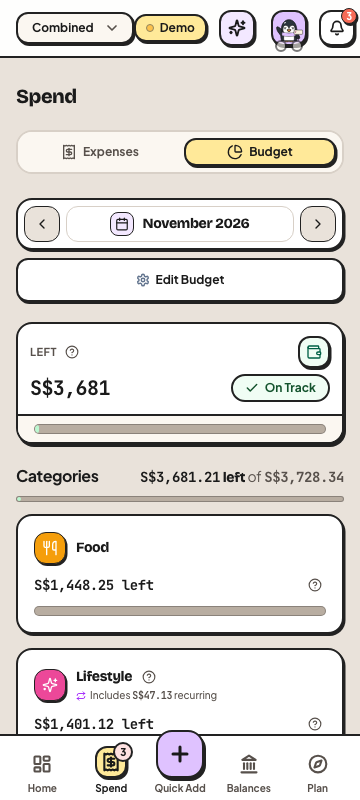 Combined
Demo
3
Spend
Expenses
Budget
November 2026
Edit Budget
LEFT
S$3,681
On Track
Categories
S$3,681.21 left of S$3,728.34
Food
S$1,448.25 left
Lifestyle
Includes S$47.13 recurring
S$1,401.12 left
3
Home
Spend
Quick Add
Balances
Plan